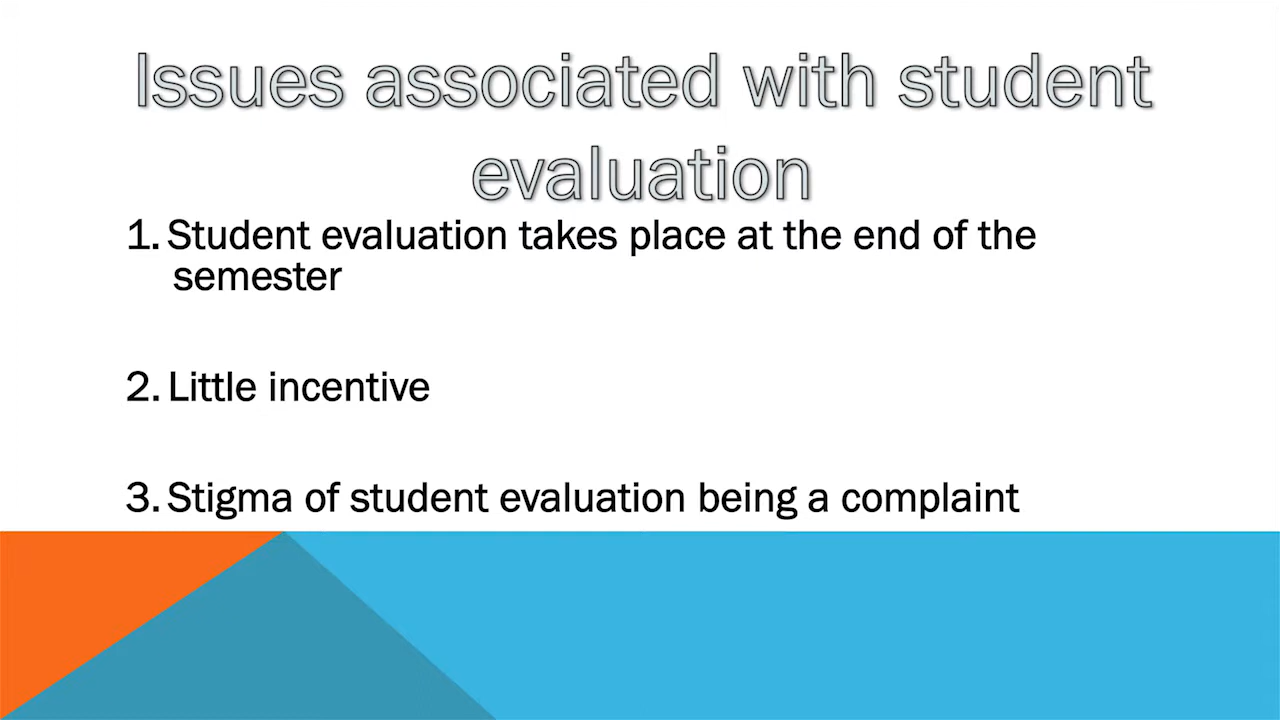 Issues associated with student
evaluation
1. Student evaluation takes place at the end of the
semester
2. Little incentive
3. Stigma of student evaluation being a complaint